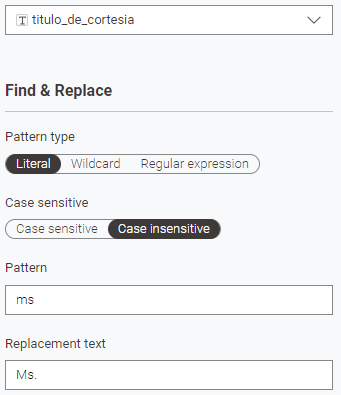 T titulo_de_cortesia
Find & Replace
Pattern type
Literal Wildcard Regular expression
Case sensitive
Case sensitive Case insensitive
Pattern
ms
Replacement text
Ms.